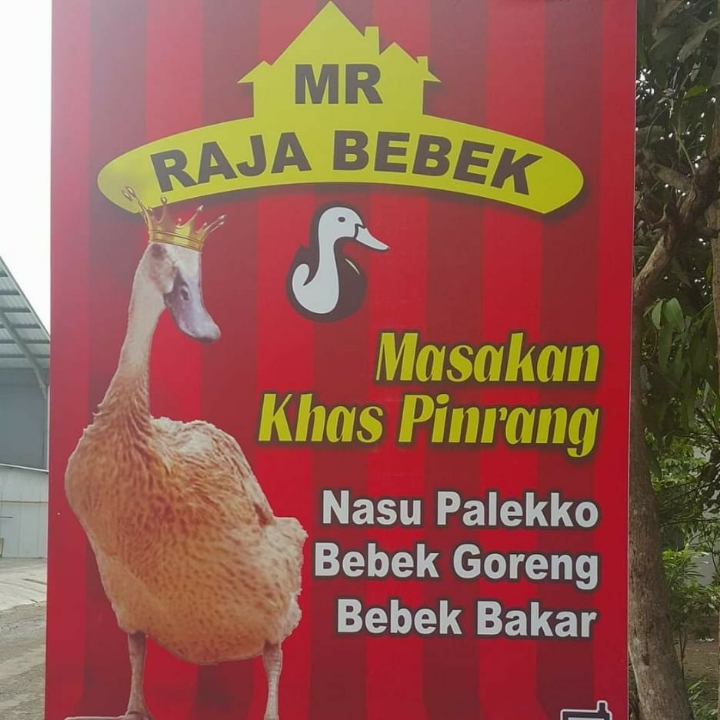 MR
RAJA BEBEK
Masakan
Khas Pinrang
Nasu Palekko
Bebek Goreng
Bebek Bakar